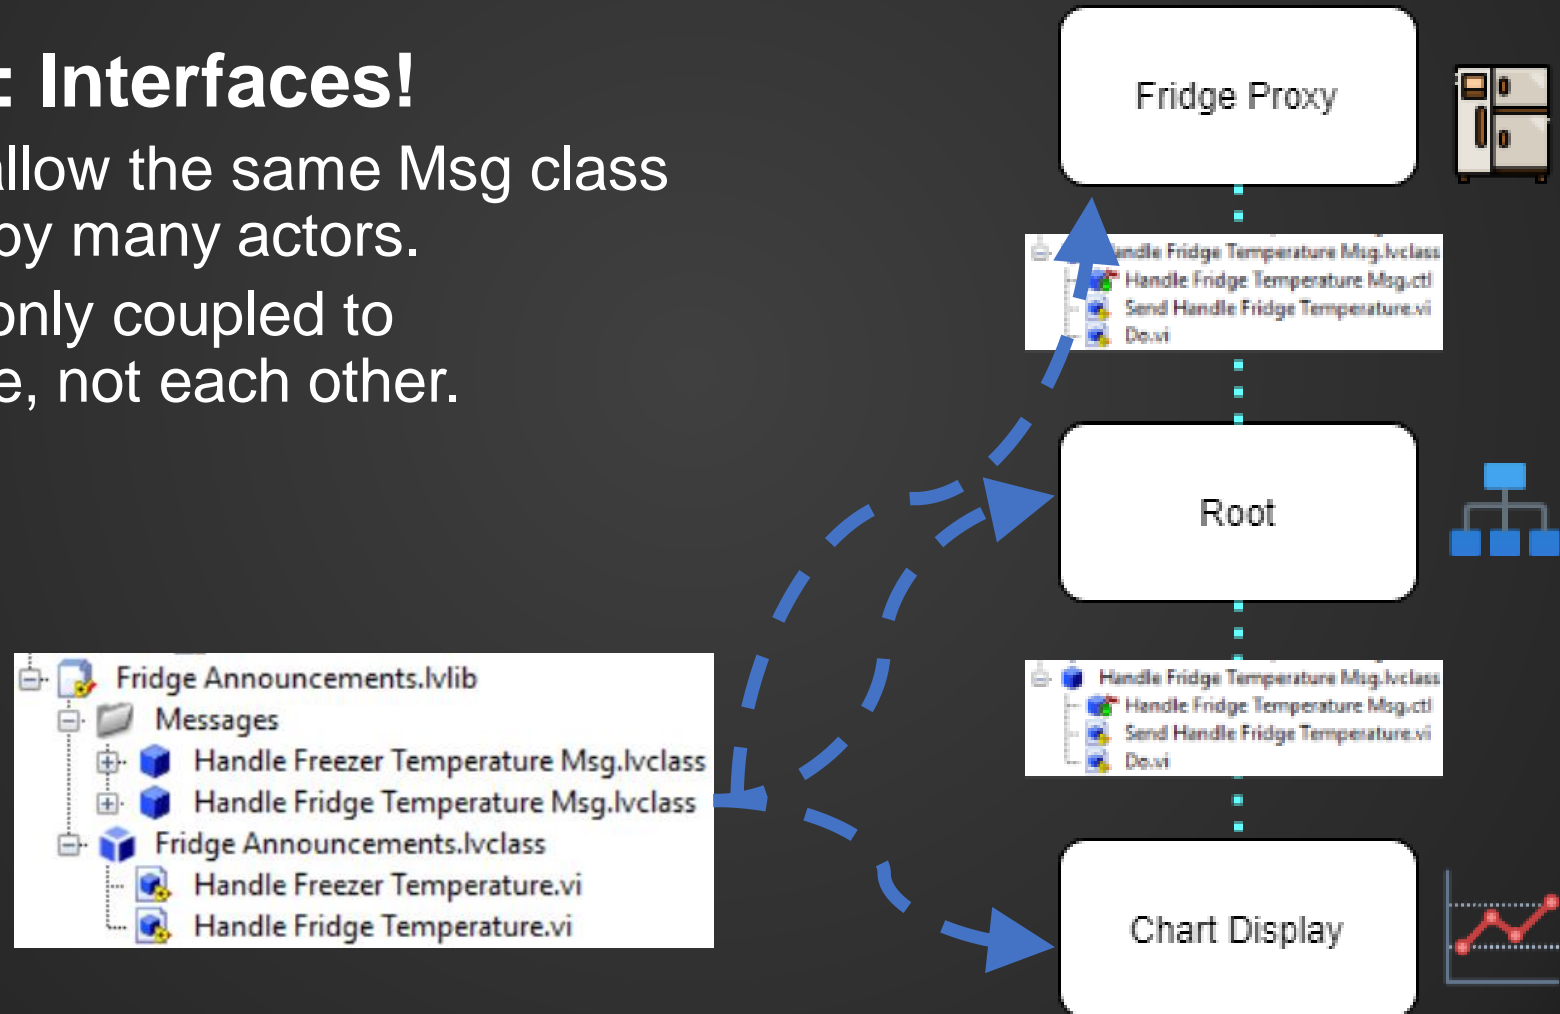 : Interfaces!
allow the same Msg class
by many actors.
only coupled to
e, not each other.
Fridge Proxy
Handle Fridge Temperature Msg.lvclass
Handle Fridge Temperature Msg.ctl
Send Handle Fridge Temperature.vi
Do.vi
Root
Fridge Announcements.lvlib
Messages
Handle Freezer Temperature Msg.lvclass
Handle Fridge Temperature Msg.lvclass
Fridge Announcements.lvclass
Handle Freezer Temperature.vi
Handle Fridge Temperature.vi
Handle Fridge Temperature Msg.lvclass
Handle Fridge Temperature Msg.ctl
Send Handle Fridge Temperature.vi
Do.vi
Chart Display